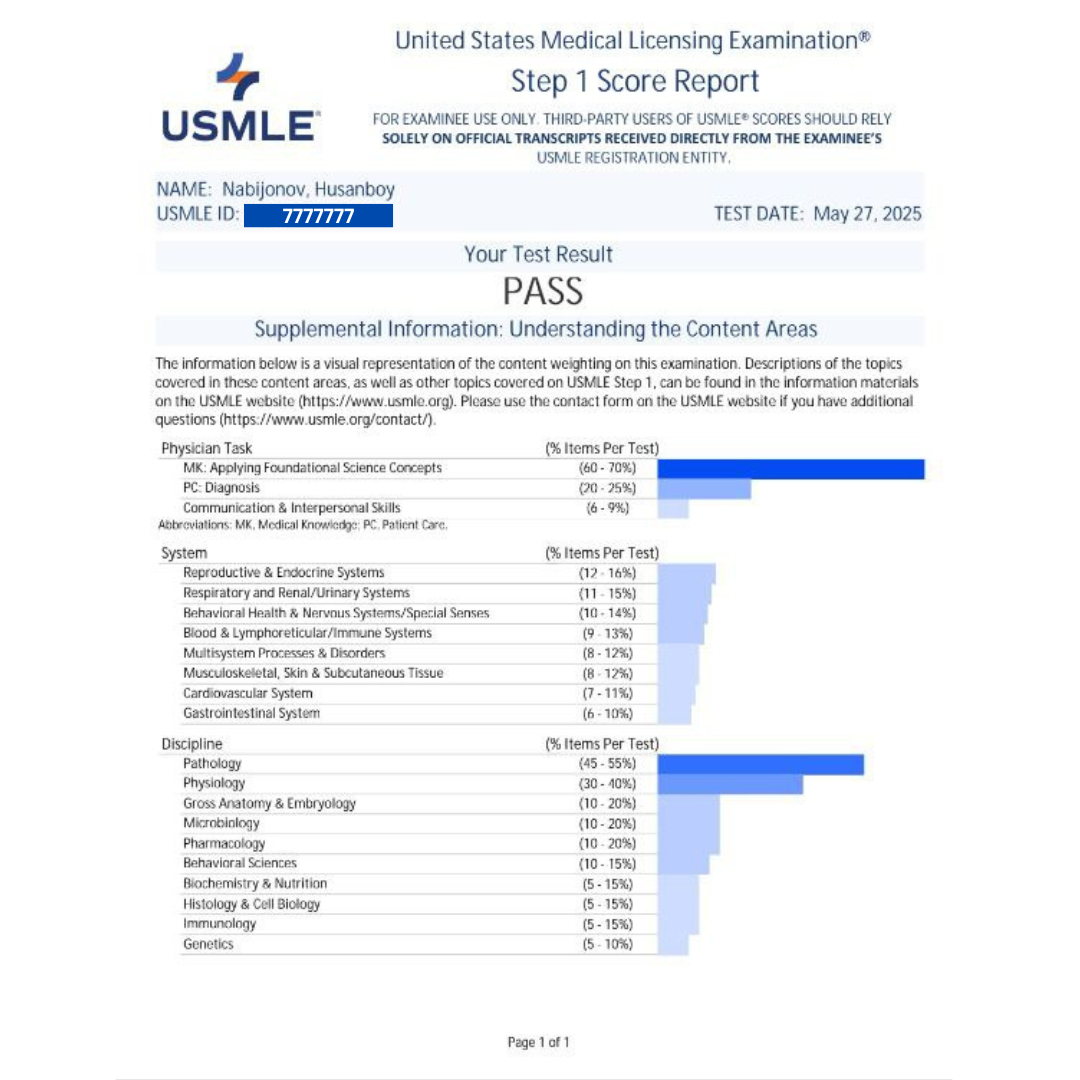 United States Medical Licensing Examination®
Step 1 Score Report
USMLE®
FOR EXAMINEE USE ONLY. THIRD-PARTY USERS OF USMLE® SCORES SHOULD RELY
SOLELY ON OFFICIAL TRANSCRIPTS RECEIVED DIRECTLY FROM THE EXAMINEE'S
USMLE REGISTRATION ENTITY.
NAME: Nabijonov, Husanboy
USMLE ID: 7777777 TEST DATE: May 27, 2025
Your Test Result
PASS
Supplemental Information: Understanding the Content Areas
The information below is a visual representation of the content weighting on this examination. Descriptions of the topics
covered in these content areas, as well as other topics covered on USMLE Step 1, can be found in the information materials
on the USMLE website (https://www.usmle.org). Please use the contact form on the USMLE website if you have additional
questions (https://www.usmle.org/contact/).
Physician Task (% Items Per Test)
MK: Applying Foundational Science Concepts (60 - 70%)
PC: Diagnosis (20 - 25%)
Communication & Interpersonal Skills (6 - 9%)
Abbreviations: MK, Medical Knowledge; PC, Patient Care.
System (% Items Per Test)
Reproductive & Endocrine Systems (12 - 16%)
Respiratory and Renal/Urinary Systems (11 - 15%)
Behavioral Health & Nervous Systems/Special Senses (10 - 14%)
Blood & Lymphoreticular/Immune Systems (9 - 13%)
Multisystem Processes & Disorders (8 - 12%)
Musculoskeletal, Skin & Subcutaneous Tissue (8 - 12%)
Cardiovascular System (7 - 11%)
Gastrointestinal System (6 - 10%)
Discipline (% Items Per Test)
Pathology (45 - 55%)
Physiology (30 - 40%)
Gross Anatomy & Embryology (10 - 20%)
Microbiology (10 - 20%)
Pharmacology (10 - 20%)
Behavioral Sciences (10 - 15%)
Biochemistry & Nutrition (5 - 15%)
Histology & Cell Biology (5 - 15%)
Immunology (5 - 15%)
Genetics (5 - 10%)
Page 1 of 1